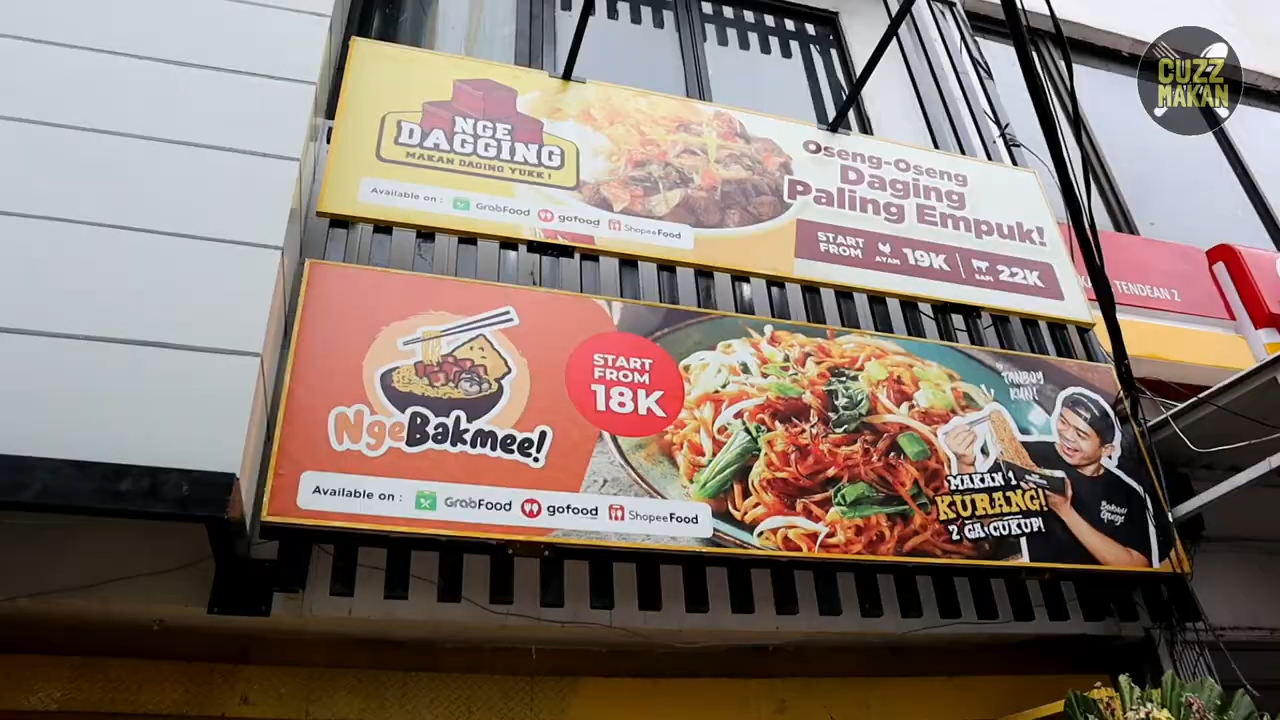 CUZZ
MAKAN
NGE
DAGGING
MAKAN DAGING YUKK !
Available on :
GrabFood
gofood
ShopeeFood
Oseng-Oseng
Daging
Paling Empuk!
START
FROM
AYAM
19K
SAPI
22K
TENDEAN 2
NgeBakmee!
START
FROM
18K
Available on :
GrabFood
gofood
ShopeeFood
TANBOY
KUN!
MAKAN 1
KURANG!
2 GA CUKUP!